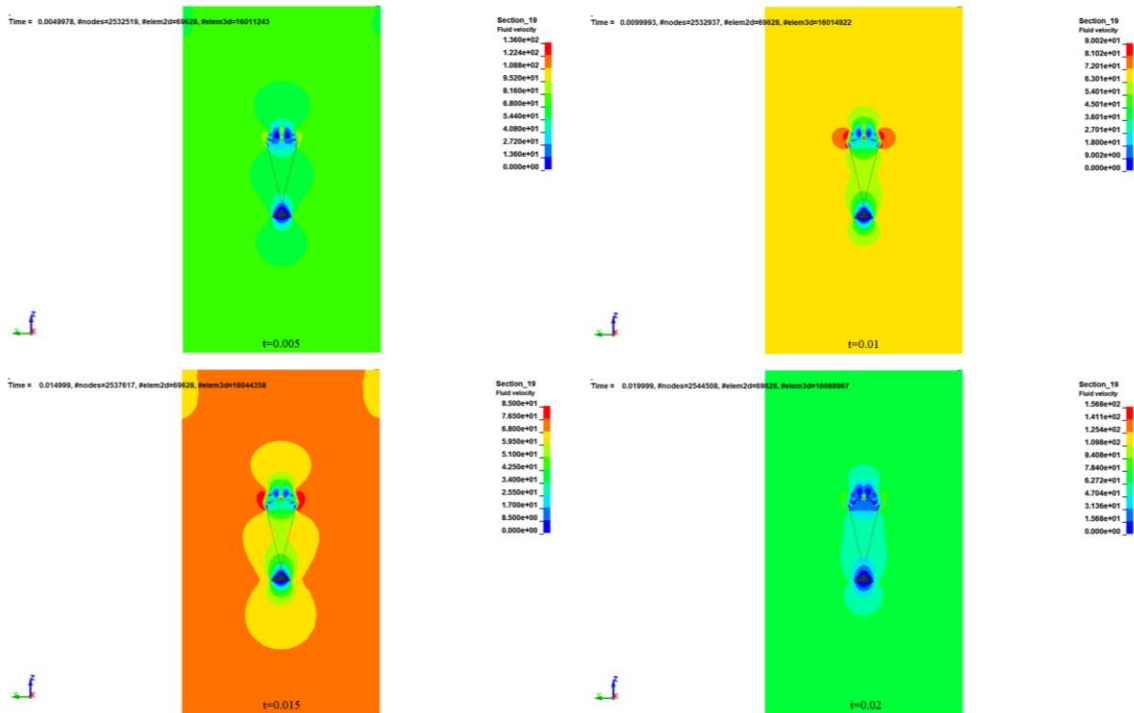 Time = 0.0049978, #nodes=2532519, #elem2d=69628, #elem3d=16011243
Section_19
Fluid velocity
1.360e+02
1.224e+02
1.088e+02
9.520e+01
8.160e+01
6.800e+01
5.440e+01
4.080e+01
2.720e+01
1.360e+01
0.000e+00
Z
Y
X
t=0.005
Time = 0.0099993, #nodes=2532937, #elem2d=69628, #elem3d=16014922
Section_19
Fluid velocity
9.002e+01
8.102e+01
7.201e+01
6.301e+01
5.401e+01
4.501e+01
3.601e+01
2.701e+01
1.800e+01
9.002e+00
0.000e+00
Z
Y
X
t=0.01
Time = 0.014999, #nodes=2537617, #elem2d=69628, #elem3d=16044358
Section_19
Fluid velocity
8.500e+01
7.650e+01
6.800e+01
5.950e+01
5.100e+01
4.250e+01
3.400e+01
2.550e+01
1.700e+01
8.500e+00
0.000e+00
Z
Y
X
t=0.015
Time = 0.019999, #nodes=2544508, #elem2d=69628, #elem3d=16088967
Section_19
Fluid velocity
1.568e+02
1.411e+02
1.254e+02
1.098e+02
9.408e+01
7.840e+01
6.272e+01
4.704e+01
3.136e+01
1.568e+01
0.000e+00
Z
Y
X
t=0.02